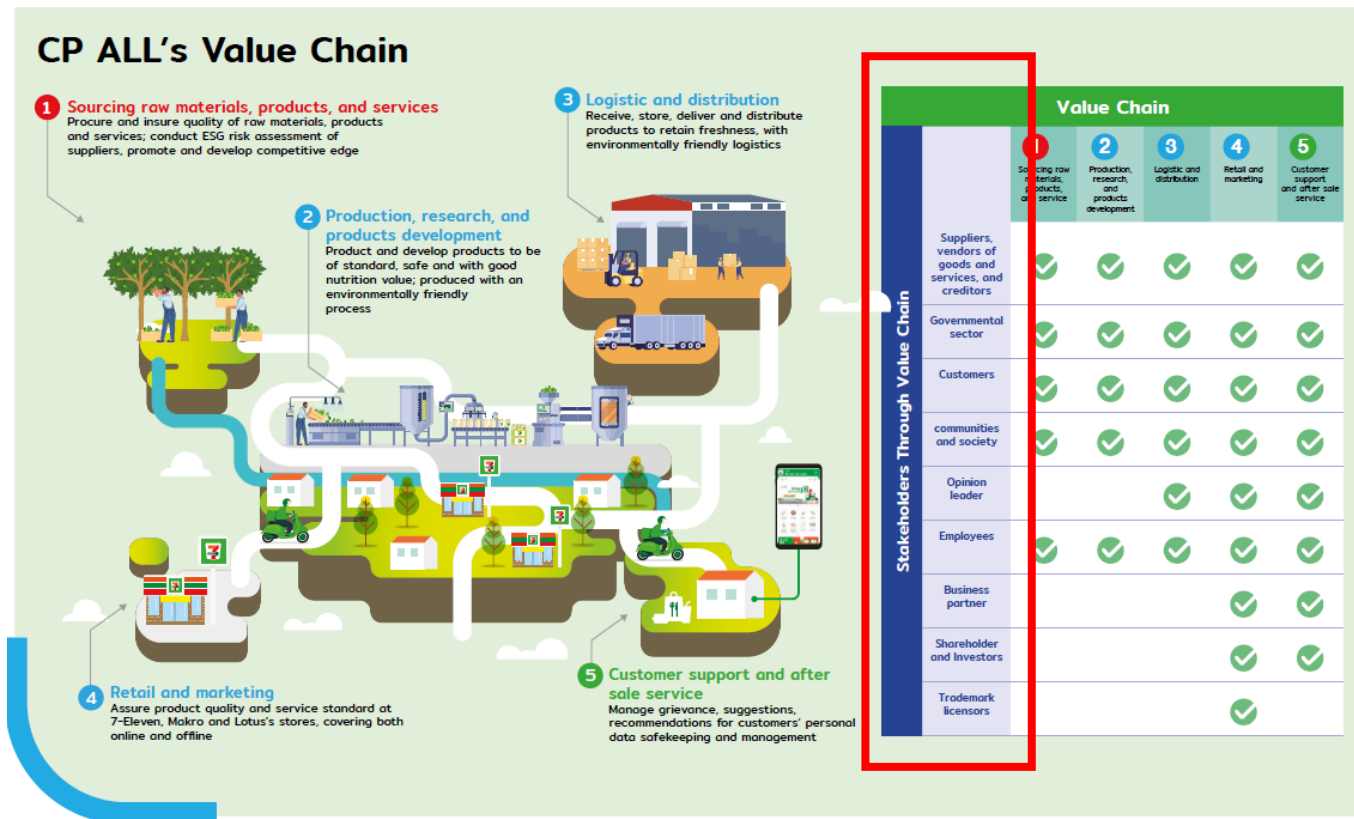 CP ALL's Value Chain
1 Sourcing raw materials, products, and services
Procure and insure quality of raw materials, products
and services; conduct ESG risk assessment of
suppliers, promote and develop competitive edge
2 Production, research, and
products development
Product and develop products to be
of standard, safe and with good
nutrition value; produced with an
environmentally friendly
process
3 Logistic and distribution
Receive, store, deliver and distribute
products to retain freshness, with
environmentally friendly logistics
4 Retail and marketing
Assure product quality and service standard at
7-Eleven, Makro and Lotus's stores, covering both
online and offline
5 Customer support and after
sale service
Manage grievance, suggestions,
recommendations for customers' personal
data safekeeping and management
Value Chain
Stakeholders Through Value Chain
1
Sourcing raw
materials,
products,
and service
2
Production,
research,
and
products
development
3
Logistic and
distribution
4
Retail and
marketing
5
Customer
support
and after sale
service
Suppliers,
vendors of
goods and
services, and
creditors
Governmental
sector
Customers
communities
and society
Opinion
leader
Employees
Business
partner
Shareholder
and Investors
Trademark
licensors